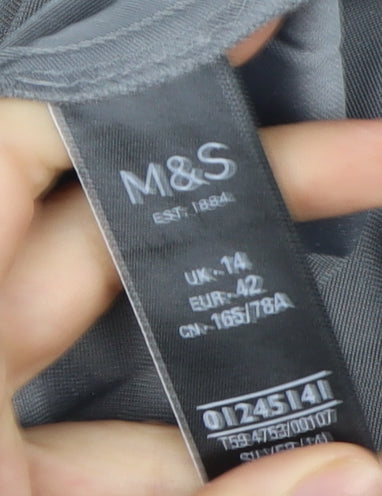 M&S
EST. 1884
UK - 14
EUR - 42
CN - 165/78A
01245141
T59 4753/00107